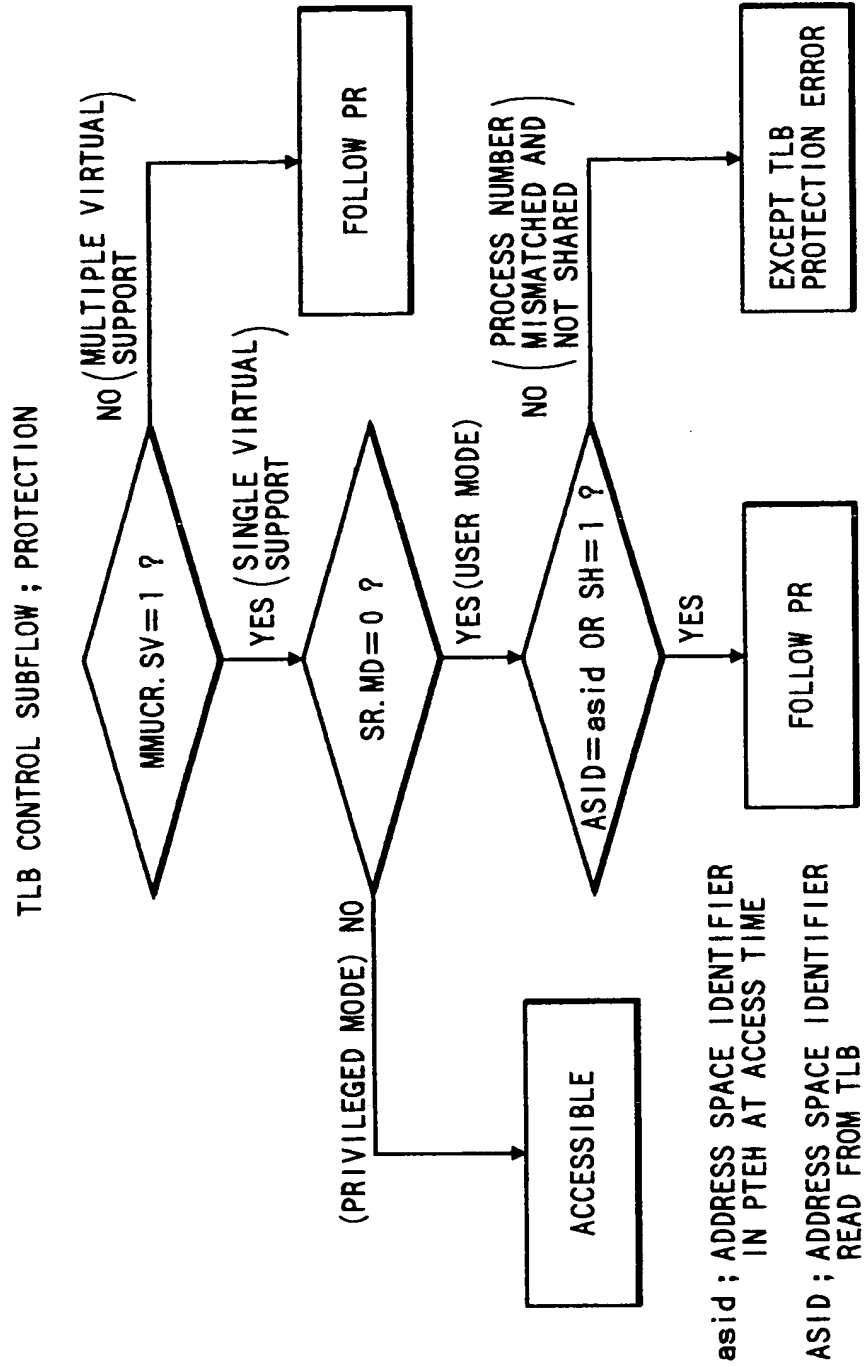 TLB CONTROL SUBFLOW ; PROTECTION
MMUCR. SV=1 ?
NO (MULTIPLE VIRTUAL
SUPPORT)
FOLLOW PR
YES (SINGLE VIRTUAL
SUPPORT)
SR. MD=0 ?
(PRIVILEGED MODE) NO
ACCESSIBLE
YES (USER MODE)
ASID=asid OR SH=1 ?
NO (PROCESS NUMBER
MISMATCHED AND
NOT SHARED)
EXCEPT TLB
PROTECTION ERROR
YES
FOLLOW PR
asid ; ADDRESS SPACE IDENTIFIER
IN PTEH AT ACCESS TIME
ASID ; ADDRESS SPACE IDENTIFIER
READ FROM TLB